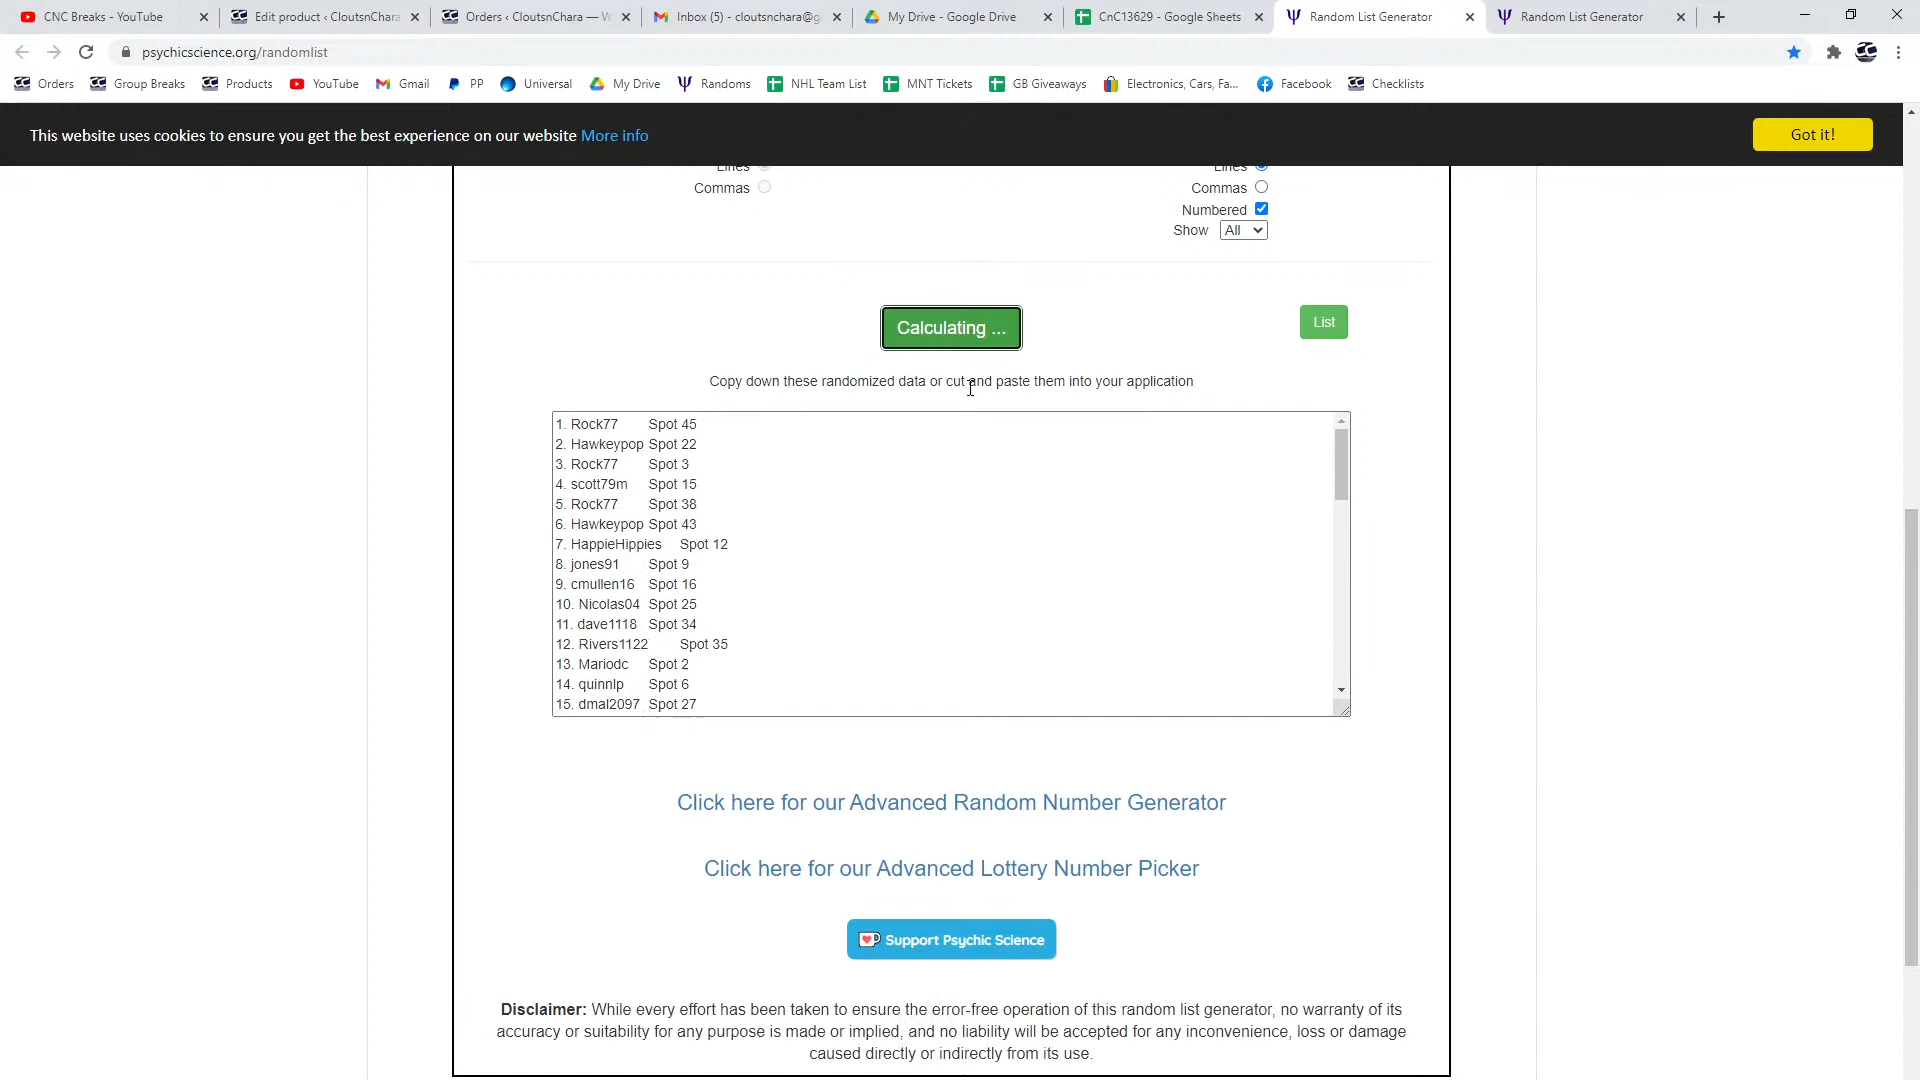 CNC Breaks - YouTube
Edit product ‹ CloutsnChara
Orders ‹ CloutsnChara — W
Inbox (5) - cloutsnchara@g
My Drive - Google Drive
CnC13629 - Google Sheets
Random List Generator
Random List Generator
psychicscience.org/randomlist
Orders
Group Breaks
Products
YouTube
Gmail
PP
Universal
My Drive
Randoms
NHL Team List
MNT Tickets
GB Giveaways
Electronics, Cars, Fa...
Facebook
Checklists
This website uses cookies to ensure you get the best experience on our website More info
Got it!
Lines
Lines
Commas
Commas
Numbered
Show All
Calculating ...
List
Copy down these randomized data or cut and paste them into your application
1. Rock77 Spot 45
2. Hawkeypop Spot 22
3. Rock77 Spot 3
4. scott79m Spot 15
5. Rock77 Spot 38
6. Hawkeypop Spot 43
7. HappieHippies Spot 12
8. jones91 Spot 9
9. cmullen16 Spot 16
10. Nicolas04 Spot 25
11. dave1118 Spot 34
12. Rivers1122 Spot 35
13. Mariodc Spot 2
14. quinnlp Spot 6
15. dmal2097 Spot 27
Click here for our Advanced Random Number Generator
Click here for our Advanced Lottery Number Picker
Support Psychic Science
Disclaimer: While every effort has been taken to ensure the error-free operation of this random list generator, no warranty of its
accuracy or suitability for any purpose is made or implied, and no liability will be accepted for any inconvenience, loss or damage
caused directly or indirectly from its use.